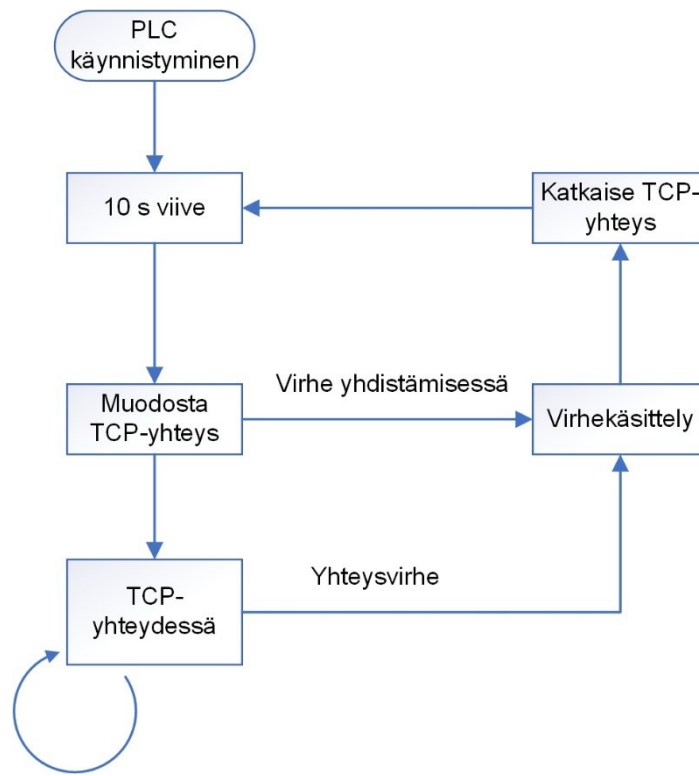 PLC
käynnistyminen
10 s viive
Katkaise TCP-
yhteys
Virhe yhdistämisessä
Muodosta
TCP-yhteys
Virhekäsittely
Yhteysvirhe
TCP-
yhteydessä